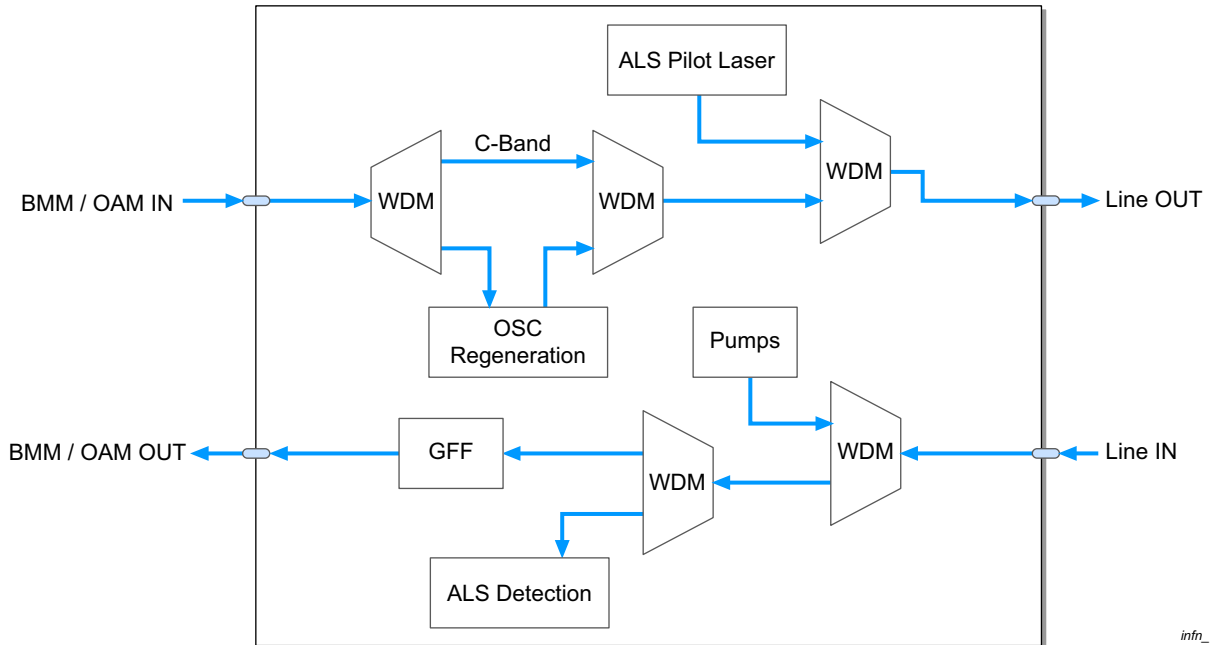 ALS Pilot Laser
C-Band
WDM
WDM
WDM
BMM / OAM IN
Line OUT
OSC
Regeneration
Pumps
BMM / OAM OUT
GFF
WDM
WDM
Line IN
ALS Detection
infn_